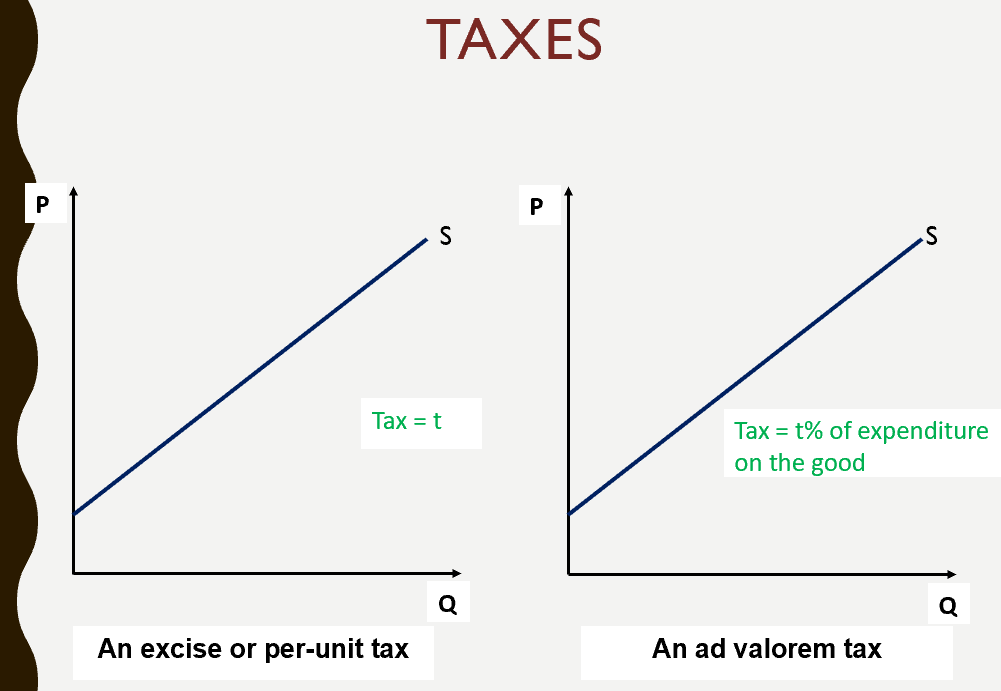 TAXES
P
S
Tax = t
Q
An excise or per-unit tax
P
S
Tax = t% of expenditure
on the good
Q
An ad valorem tax